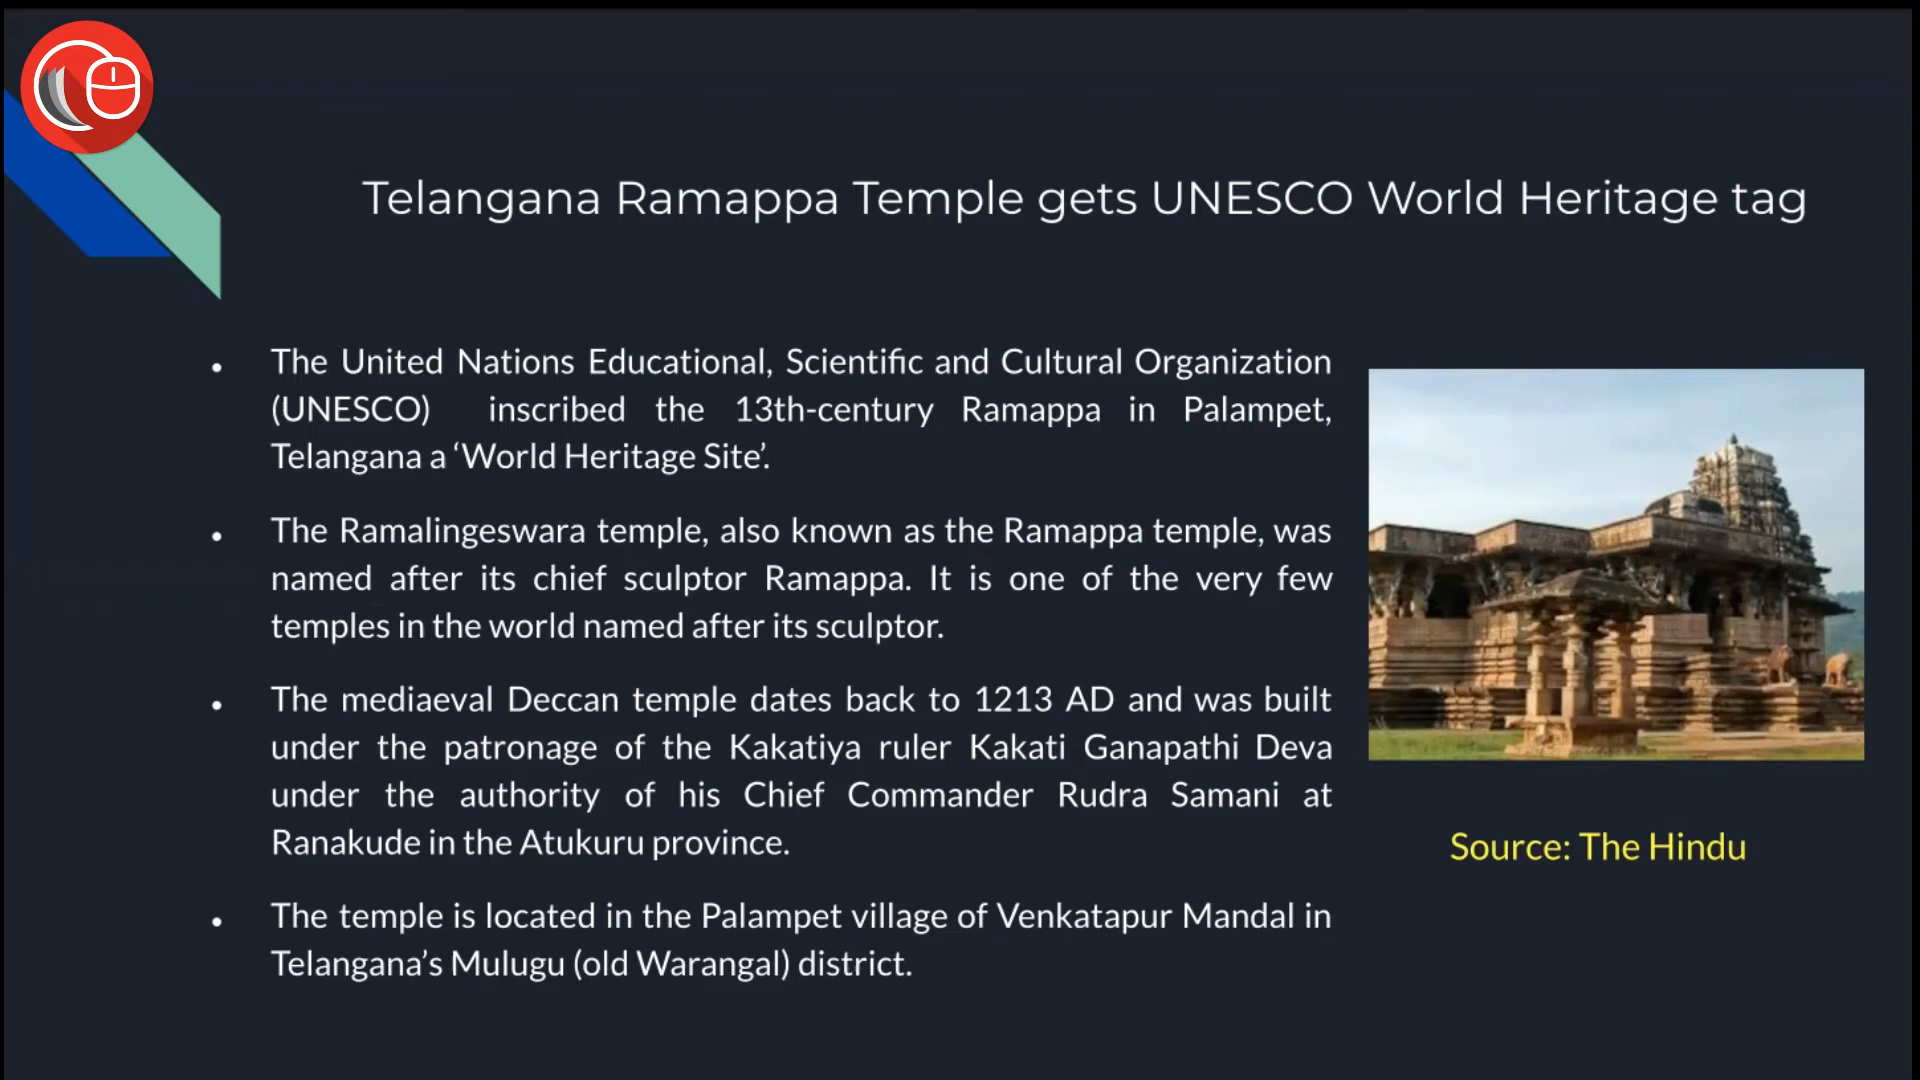 Telangana Ramappa Temple gets UNESCO World Heritage tag
• The United Nations Educational, Scientific and Cultural Organization
(UNESCO) inscribed the 13th-century Ramappa in Palampet,
Telangana a ‘World Heritage Site’.
• The Ramalingeswara temple, also known as the Ramappa temple, was
named after its chief sculptor Ramappa. It is one of the very few
temples in the world named after its sculptor.
• The mediaeval Deccan temple dates back to 1213 AD and was built
under the patronage of the Kakatiya ruler Kakati Ganapathi Deva
under the authority of his Chief Commander Rudra Samani at
Ranakude in the Atukuru province.
• The temple is located in the Palampet village of Venkatapur Mandal in
Telangana’s Mulugu (old Warangal) district.
Source: The Hindu